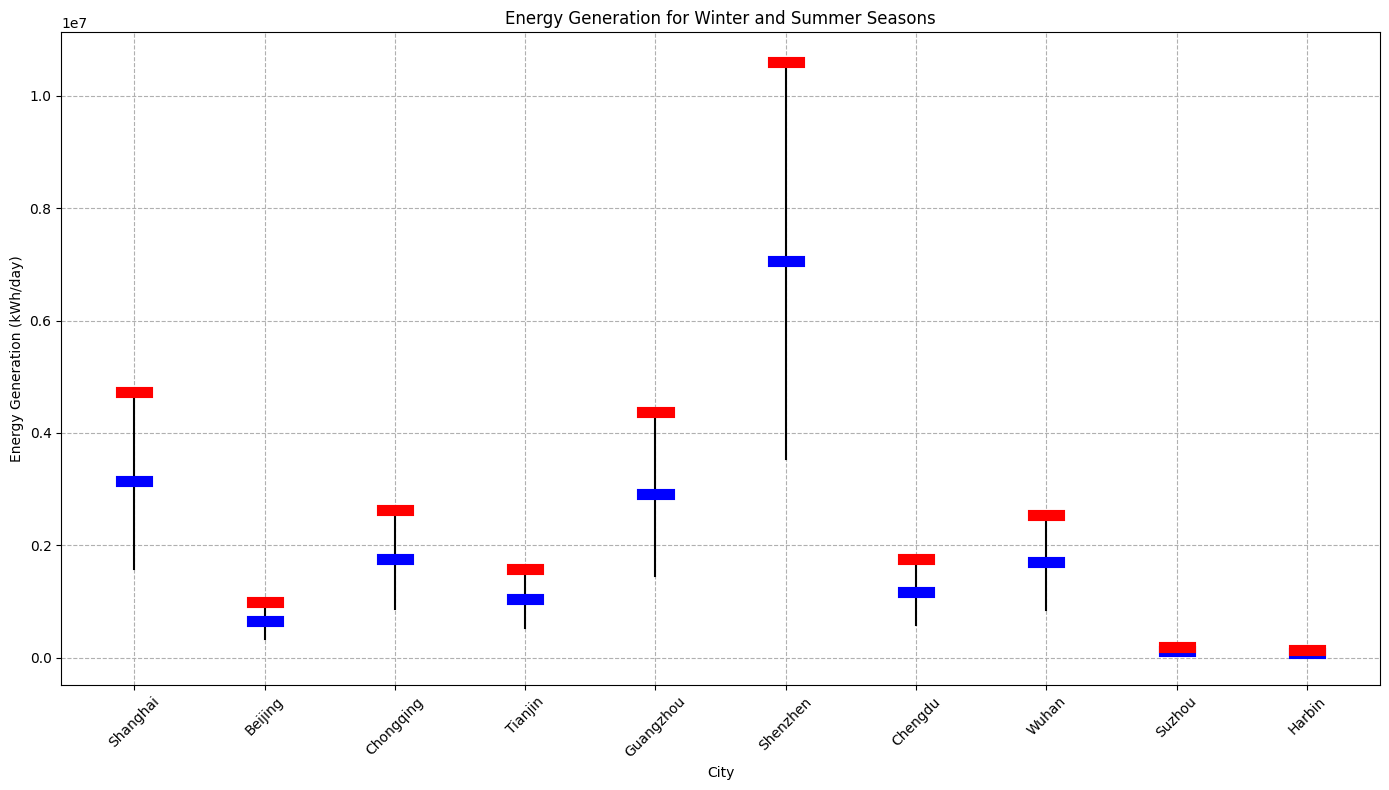 Energy Generation for Winter and Summer Seasons
1e7
1.0
0.8
0.6
0.4
0.2
0.0
Energy Generation (kWh/day)
Shanghai
Beijing
Chongqing
Tianjin
Guangzhou
Shenzhen
Chengdu
Wuhan
Suzhou
Harbin
City